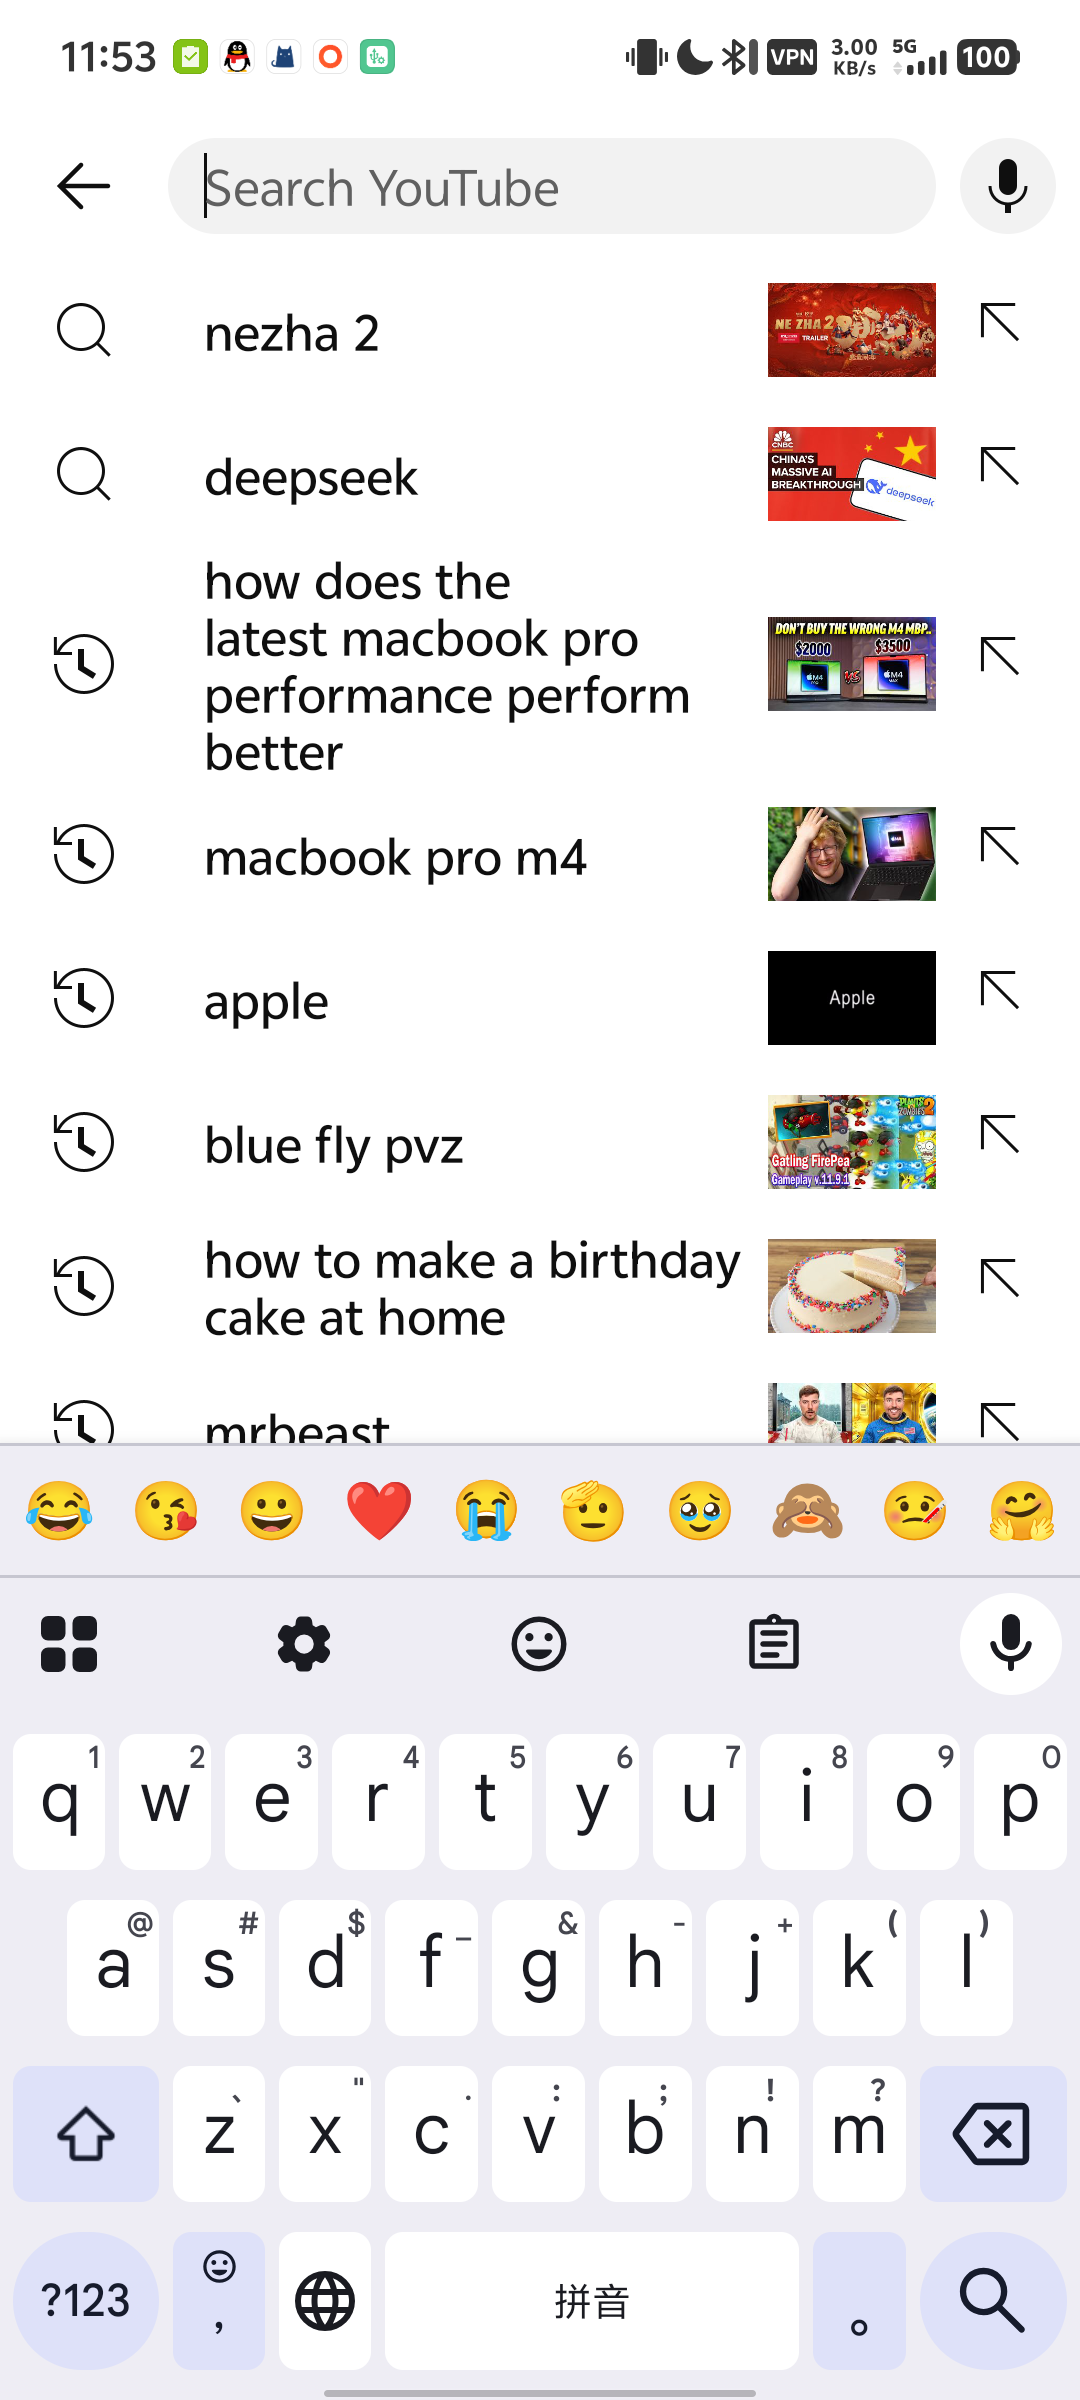 11:53
VPN
3.00
KB/s
5G
100
Search YouTube
nezha 2
NE ZHA 2
TRAILER
deepseek
CNBC
CHINA'S
MASSIVE AI
BREAKTHROUGH
deepseek
how does the
latest macbook pro
performance perform
better
DON'T BUY THE WRONG M4 MBP..
$2000
$3500
M4
PRO
VS
M4
MAX
macbook pro m4
M4
apple
Apple
blue fly pvz
PLANTS
ZOMBIES 2
Gatling FirePea
Gameplay v.11.9.1
how to make a birthday
cake at home
mrbeast
1 2 3 4 5 6 7 8 9 0
q w e r t y u i o p
@ # $ _ & - + ( )
a s d f g h j k l
、 " . : ; ! ?
z x c v b n m
?123
,
拼音
。